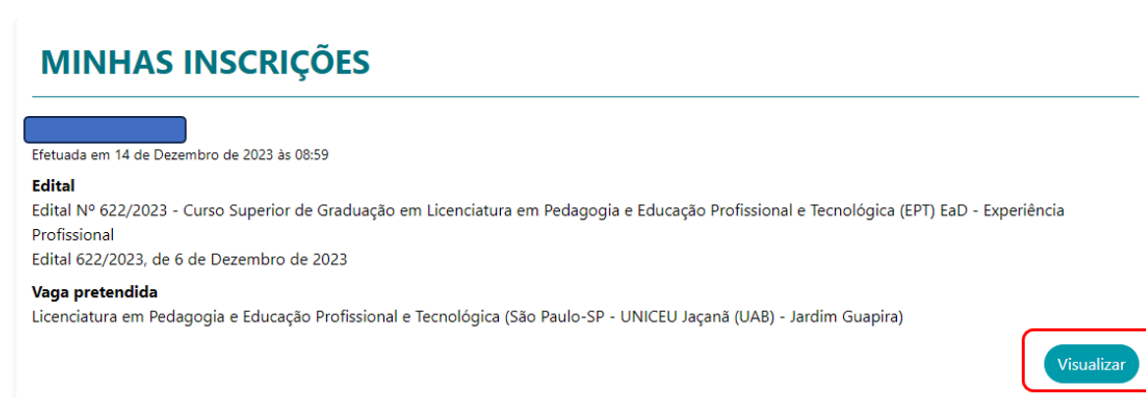 MINHAS INSCRIÇÕES
Efetuada em 14 de Dezembro de 2023 às 08:59
Edital
Edital Nº 622/2023 - Curso Superior de Graduação em Licenciatura em Pedagogia e Educação Profissional e Tecnológica (EPT) EaD - Experiência
Profissional
Edital 622/2023, de 6 de Dezembro de 2023
Vaga pretendida
Licenciatura em Pedagogia e Educação Profissional e Tecnológica (São Paulo-SP - UNICEU Jaçanã (UAB) - Jardim Guapira)
Visualizar